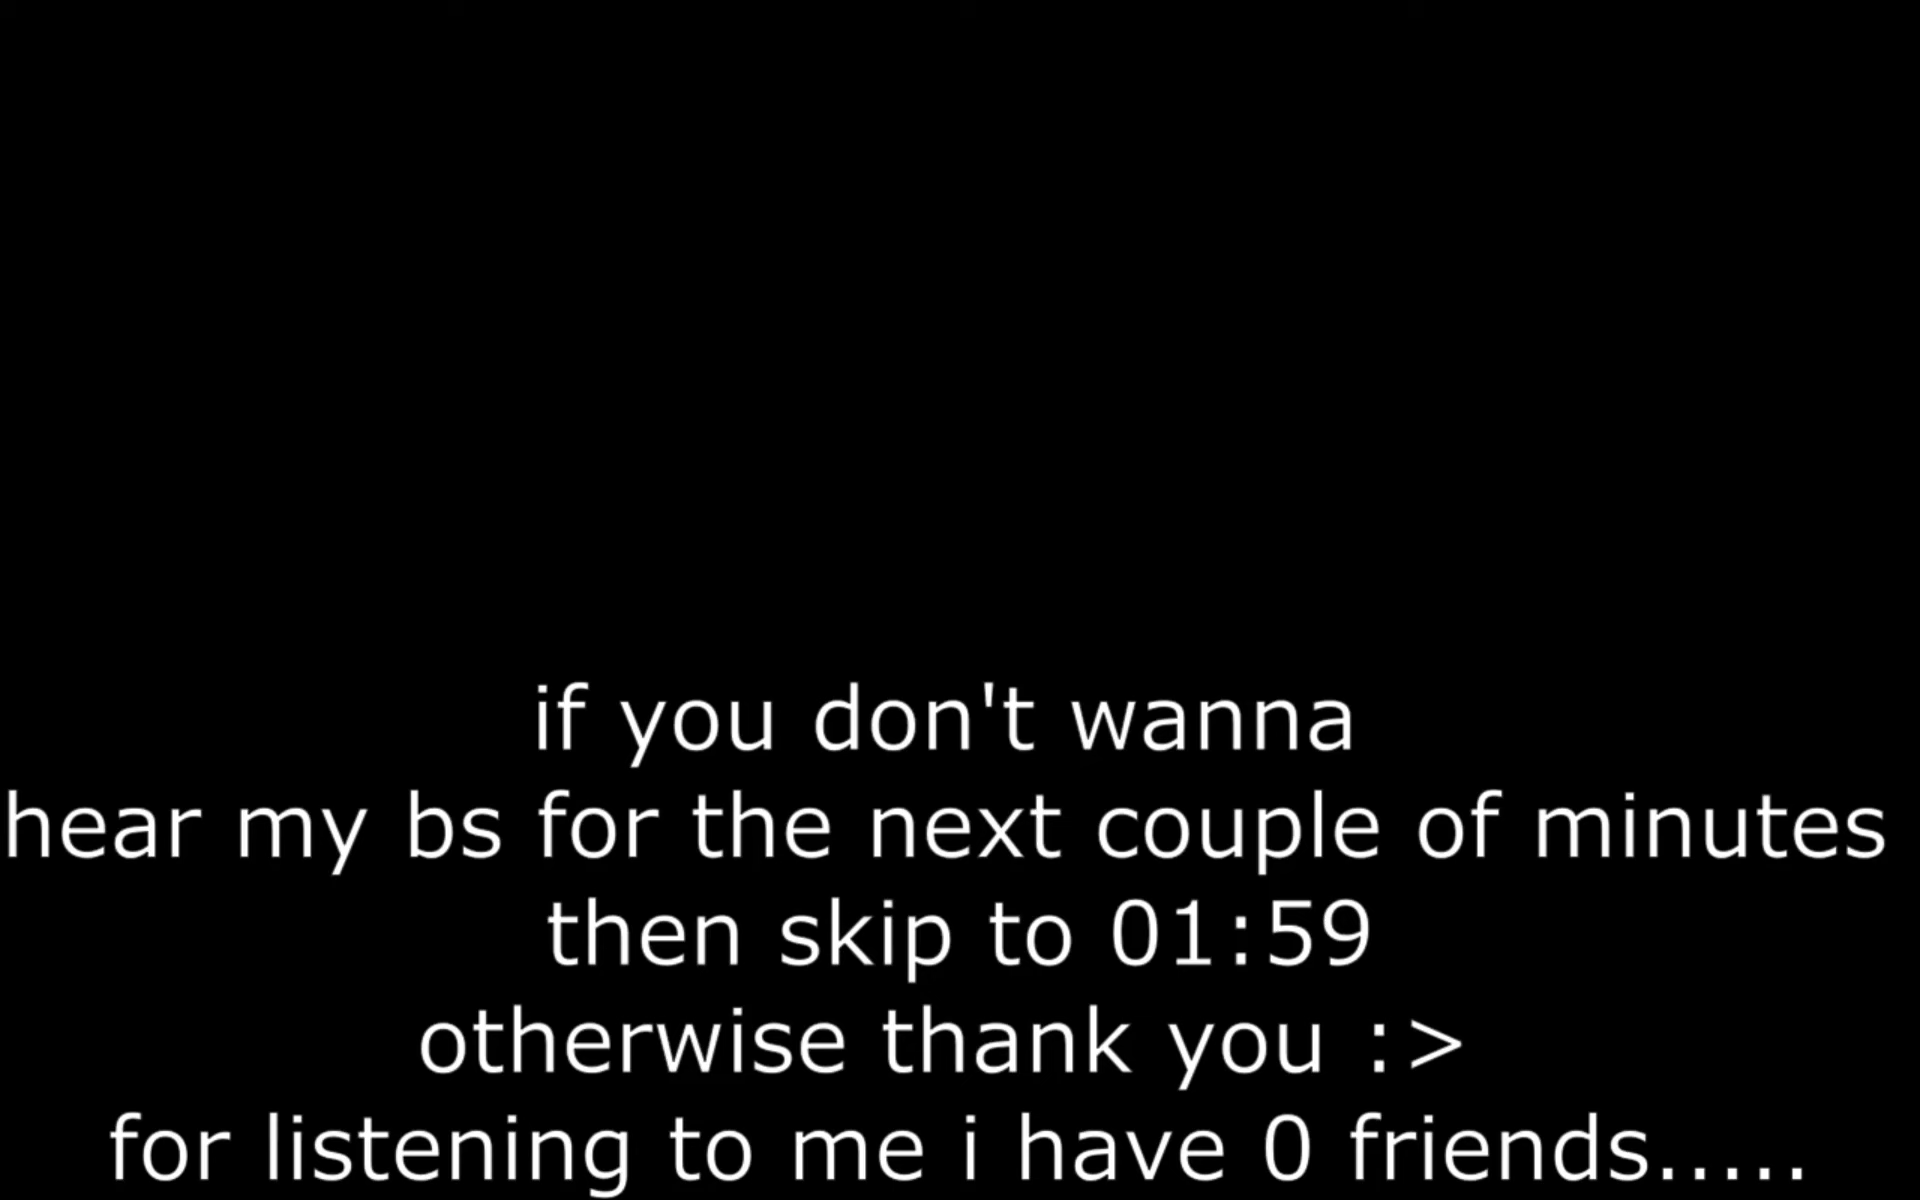 if you don't wanna
hear my bs for the next couple of minutes
then skip to 01:59
otherwise thank you :>
for listening to me i have 0 friends.....